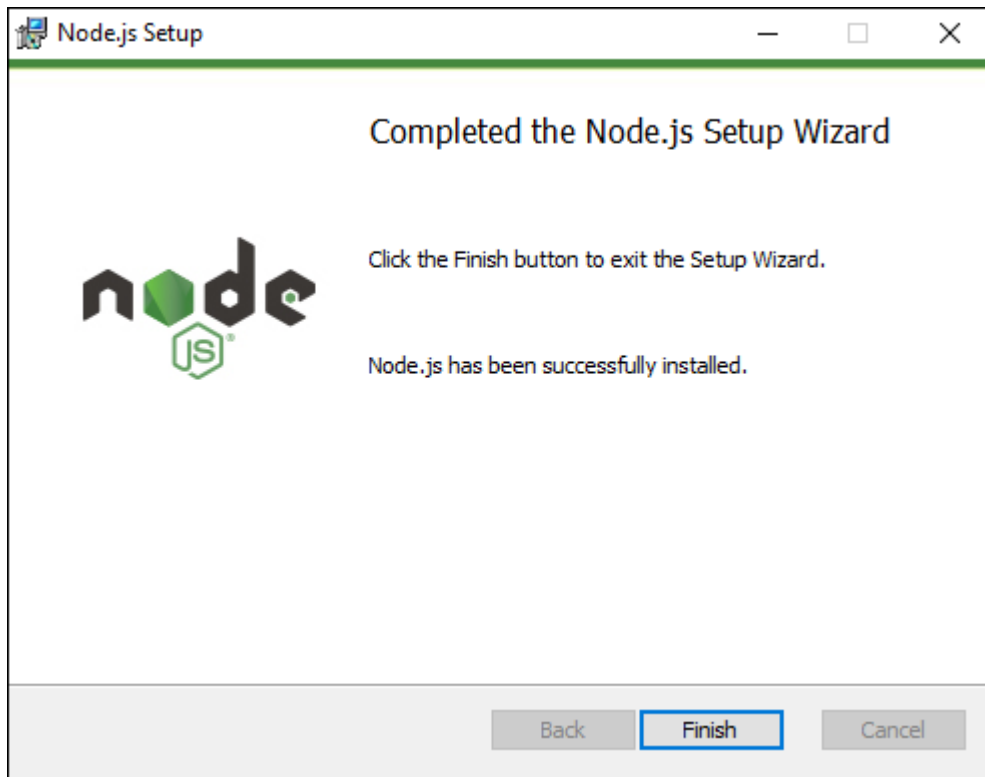 Node.js Setup
Completed the Node.js Setup Wizard
Click the Finish button to exit the Setup Wizard.
node
JS®
Node.js has been successfully installed.
Back
Finish
Cancel